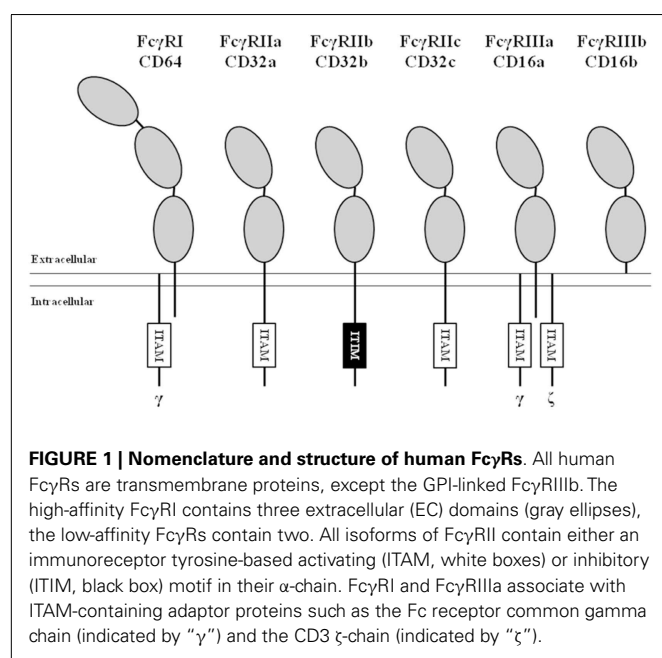 FcγRI FcγRIIa FcγRIIb FcγRIIc FcγRIIIa FcγRIIIb
CD64 CD32a CD32b CD32c CD16a CD16b
Extracellular
Intracellular
ITAM ITAM ITIM ITAM ITAM ITAM
γ γ ζ
FIGURE 1 | Nomenclature and structure of human FcγRs. All human
FcγRs are transmembrane proteins, except the GPI-linked FcγRIIIb. The
high-affinity FcγRI contains three extracellular (EC) domains (gray ellipses),
the low-affinity FcγRs contain two. All isoforms of FcγRII contain either an
immunoreceptor tyrosine-based activating (ITAM, white boxes) or inhibitory
(ITIM, black box) motif in their α-chain. FcγRI and FcγRIIIa associate with
ITAM-containing adaptor proteins such as the Fc receptor common gamma
chain (indicated by “γ”) and the CD3 ζ-chain (indicated by “ζ”).